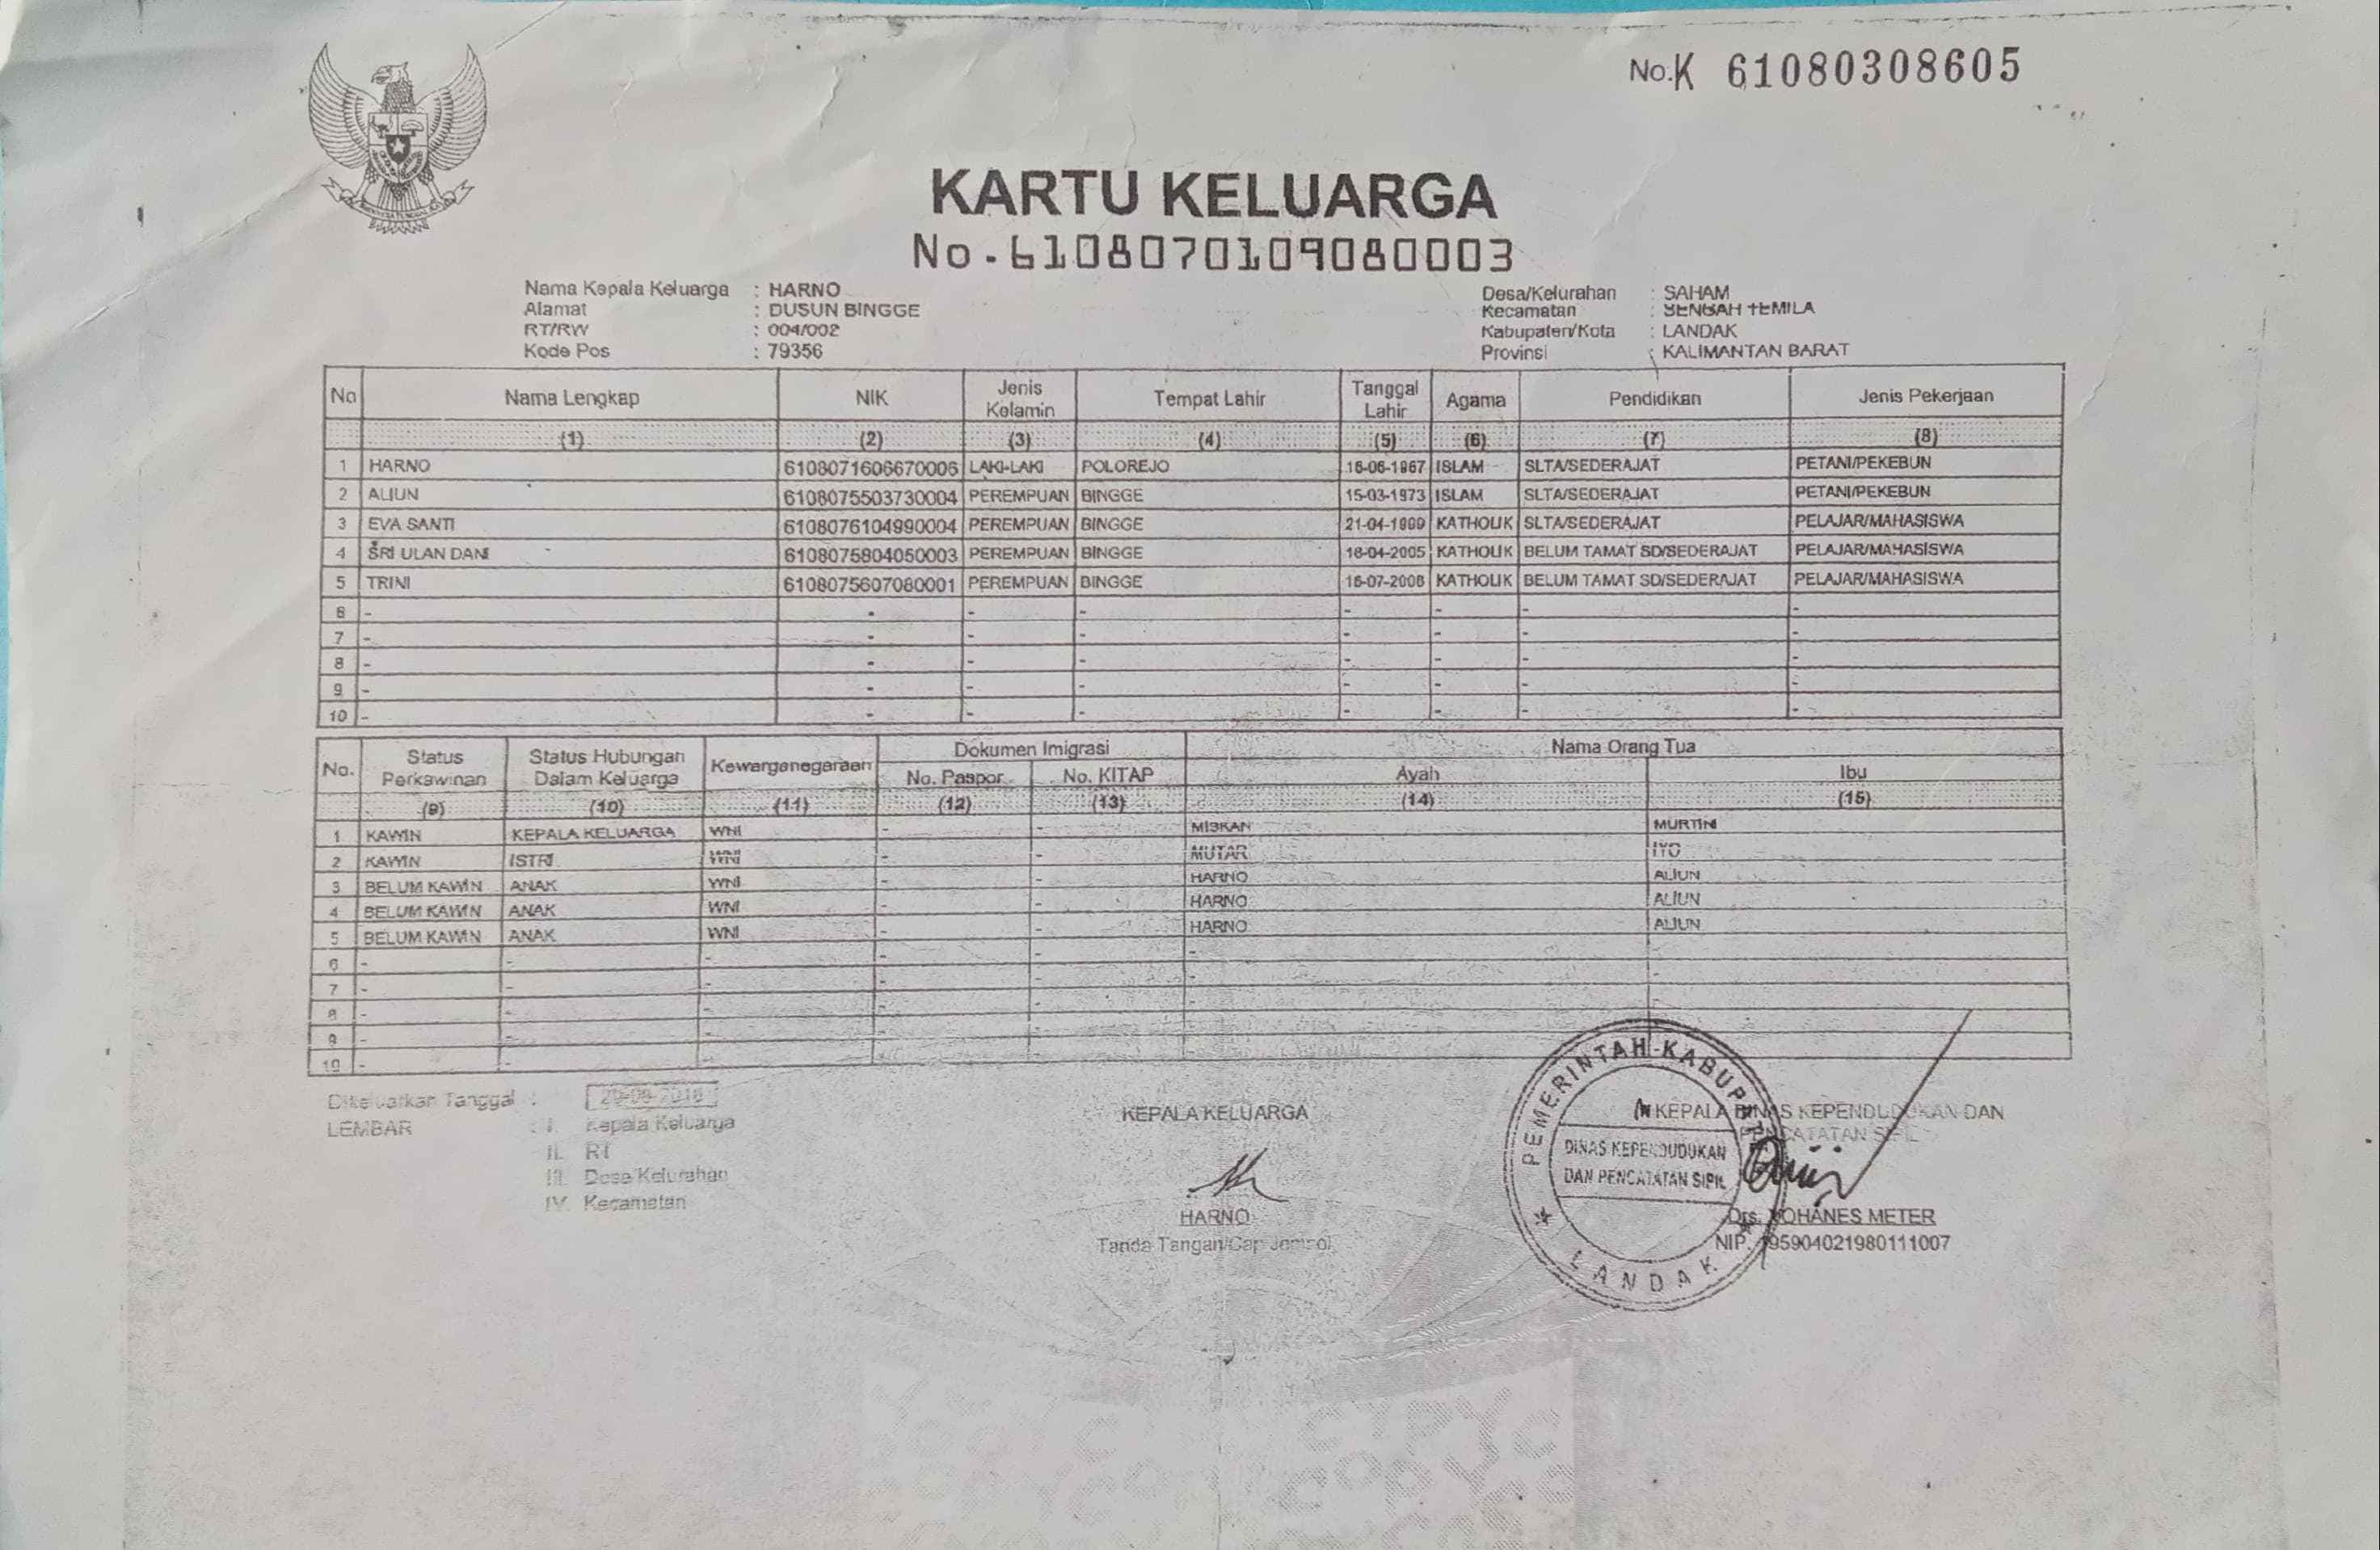 No.K 61080308605
KARTU KELUARGA
No.6108070109080003
Nama Kepala Keluarga : HARNO
Alamat : DUSUN BINGGE
RT/RW : 004/002
Kode Pos : 79356
Desa/Kelurahan : SAHAM
Kecamatan : SENGAH TEMILA
Kabupaten/Kota : LANDAK
Provinsi : KALIMANTAN BARAT
No Nama Lengkap NIK Jenis Kelamin Tempat Lahir Tanggal Lahir Agama Pendidikan Jenis Pekerjaan
(1) (2) (3) (4) (5) (6) (7) (8)
1 HARNO 6108071606670006 LAKI-LAKI POLOREJO 16-06-1967 ISLAM SLTA/SEDERAJAT PETANI/PEKEBUN
2 ALIUN 6108075503730004 PEREMPUAN BINGGE 15-03-1973 ISLAM SLTA/SEDERAJAT PETANI/PEKEBUN
3 EVA SANTI 6108076104990004 PEREMPUAN BINGGE 21-04-1999 KATHOLIK SLTA/SEDERAJAT PELAJAR/MAHASISWA
4 SRI ULAN DANI 6108075804050003 PEREMPUAN BINGGE 18-04-2005 KATHOLIK BELUM TAMAT SD/SEDERAJAT PELAJAR/MAHASISWA
5 TRINI 6108075607080001 PEREMPUAN BINGGE 16-07-2008 KATHOLIK BELUM TAMAT SD/SEDERAJAT PELAJAR/MAHASISWA
6 - - - - - - - -
7 - - - - - - - -
8 - - - - - - - -
9 - - - - - - - -
10 - - - - - - - -
No. Status Perkawinan Status Hubungan Dalam Keluarga Kewarganegaraan Dokumen Imigrasi Nama Orang Tua
No. Paspor No. KITAP Ayah Ibu
(9) (10) (11) (12) (13) (14) (15)
1 KAWIN KEPALA KELUARGA WNI - - MISKAN MURTINI
2 KAWIN ISTRI WNI - - MUTAR IYO
3 BELUM KAWIN ANAK WNI - - HARNO ALIUN
4 BELUM KAWIN ANAK WNI - - HARNO ALIUN
5 BELUM KAWIN ANAK WNI - - HARNO ALIUN
6 - - - - - - -
7 - - - - - - -
8 - - - - - - -
9 - - - - - - -
10 - - - - - - -
Dikeluarkan Tanggal :
LEMBAR : I. Kepala Keluarga
II. RT
III. Desa/Kelurahan
IV. Kecamatan
KEPALA KELUARGA
HARNO
Tanda Tangan/Cap Jempol
KEPALA DINAS KEPENDUDUKAN DAN
PENCATATAN SIPIL
Drs. YOHANES METER
NIP. 195904021980111007
PEMERINTAH KABUPATEN
DINAS KEPENDUDUKAN
DAN PENCATATAN SIPIL
LANDAK
COPY